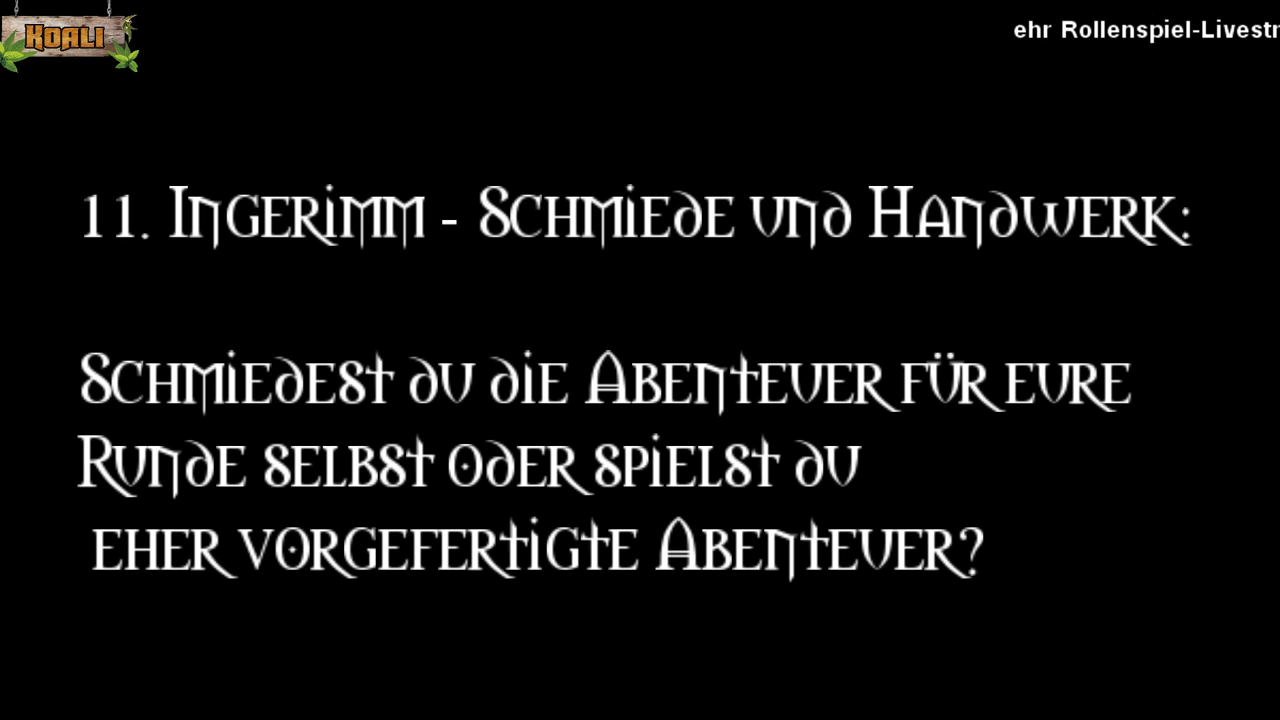 KOALI
ehr Rollenspiel-Livestr
11. Ingerimm - Schmiede und Handwerk:
Schmiedest du die Abenteuer für eure
Runde selbst oder spielst du
eher vorgefertigte Abenteuer?